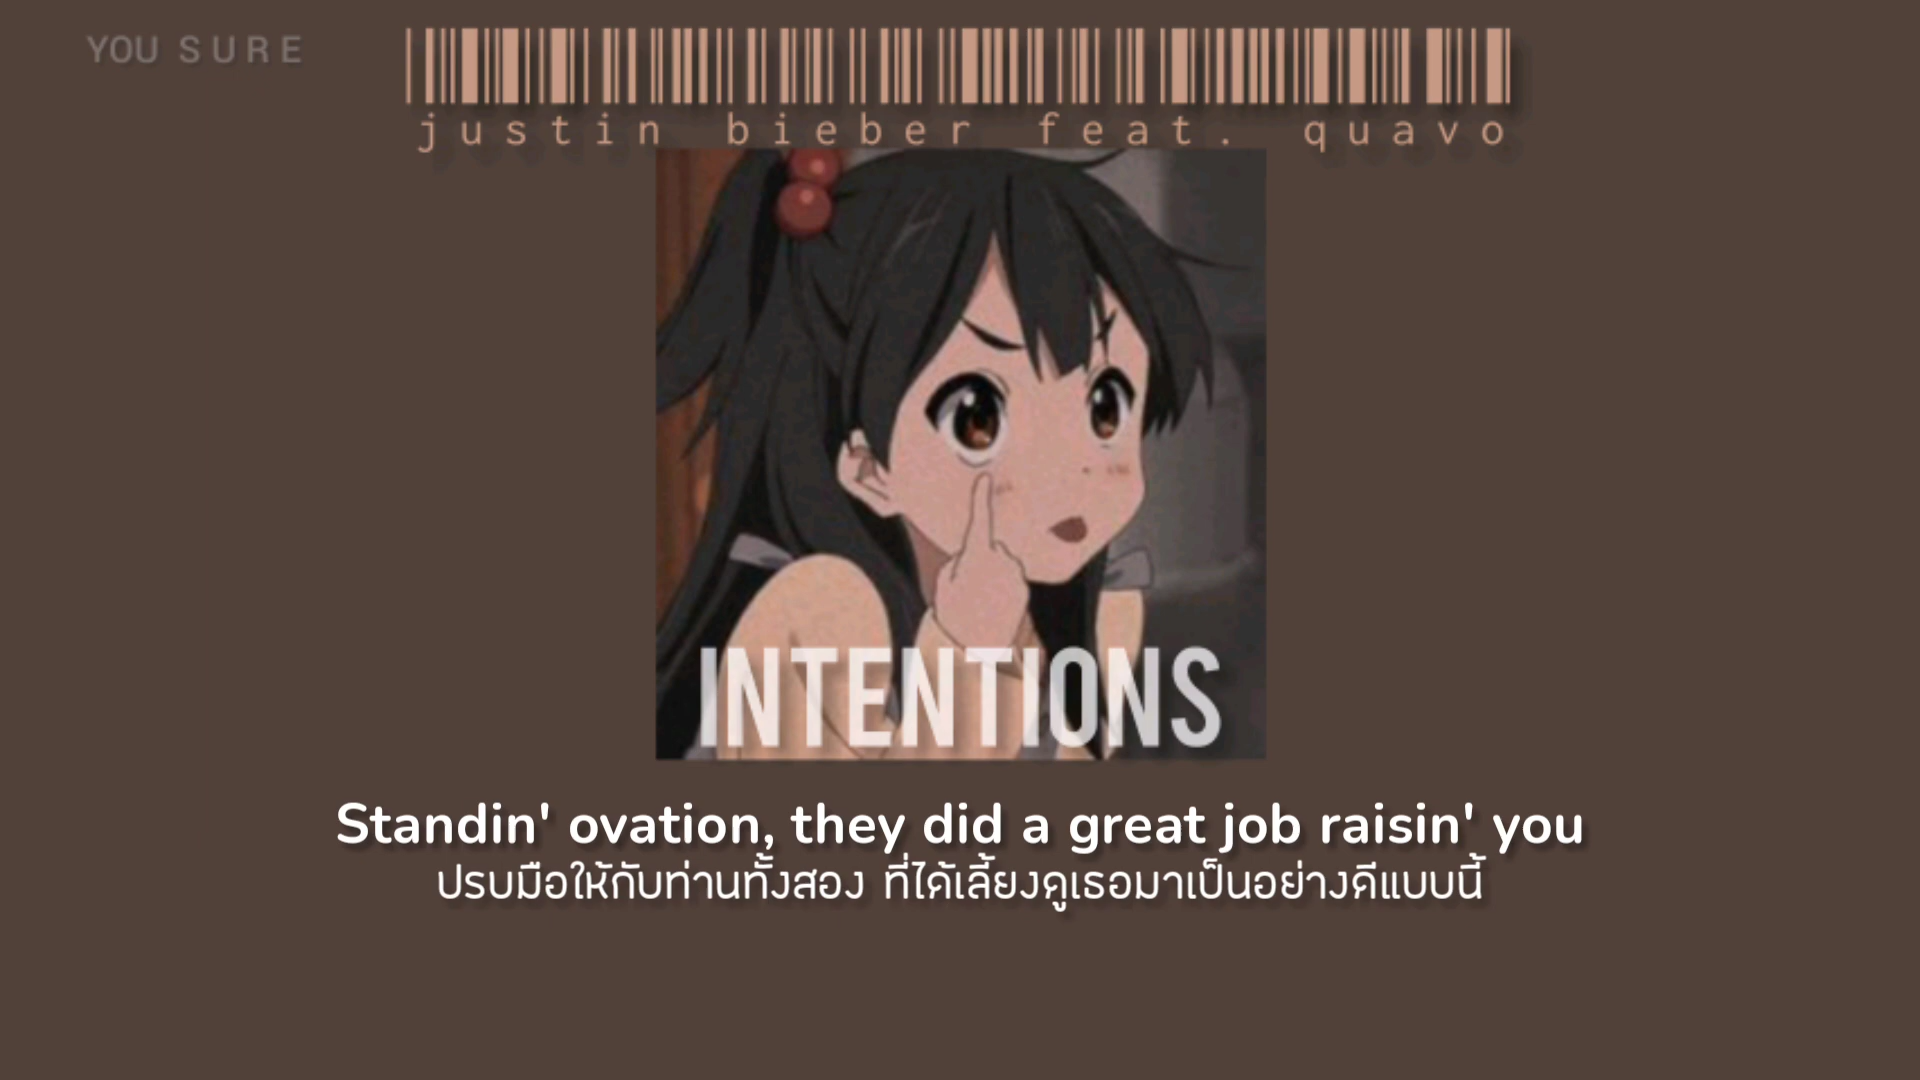 YOU SURE
justin bieber feat. quavo
INTENTIONS
Standin' ovation, they did a great job raisin' you
ปรบมือให้กับท่านทั้งสอง ที่ได้เลี้ยงดูเธอมาเป็นอย่างดีแบบนี้